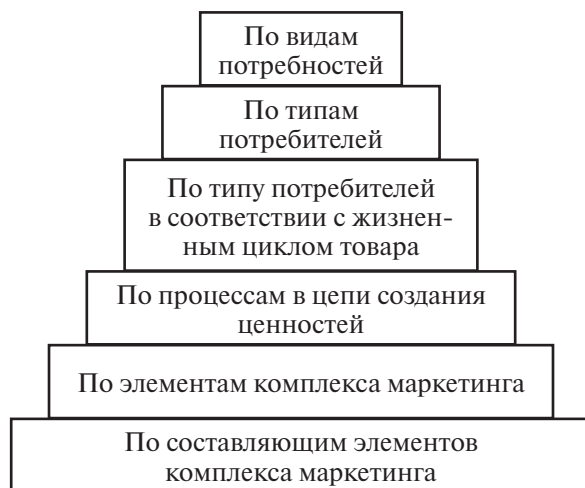 По видам
потребностей
По типам
потребителей
По типу потребителей
в соответствии с жизнен-
ным циклом товара
По процессам в цепи создания
ценностей
По элементам комплекса маркетинга
По составляющим элементов
комплекса маркетинга